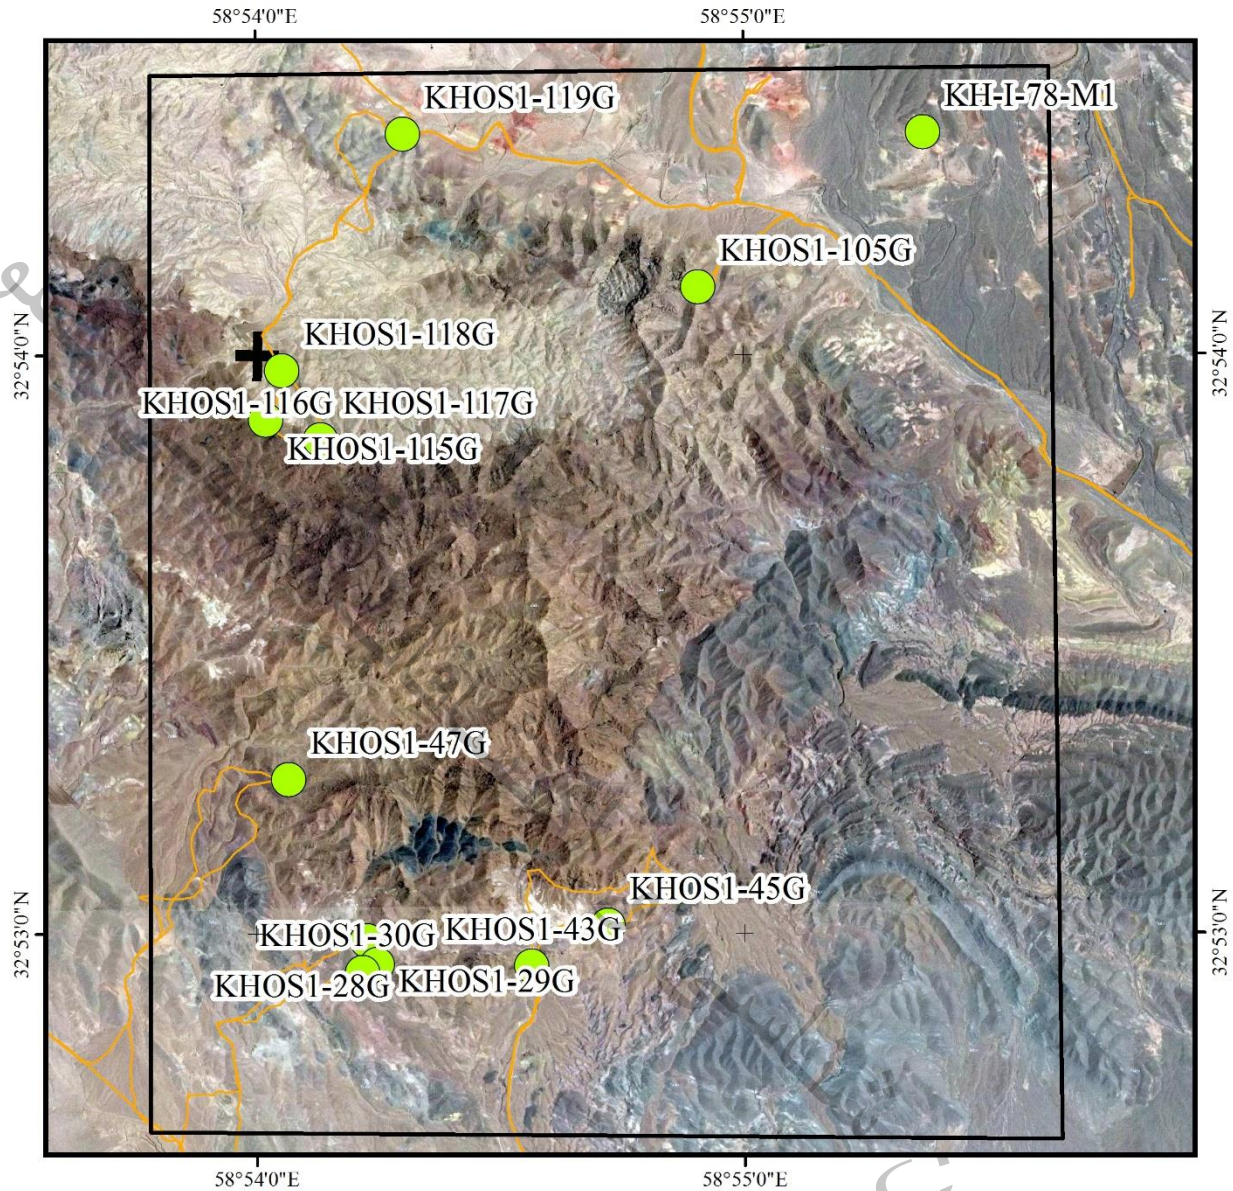 58°54'0"E
58°55'0"E
KHOS1-119G
KH-I-78-M1
KHOS1-105G
32°54'0"N
32°54'0"N
KHOS1-118G
KHOS1-116G
KHOS1-117G
KHOS1-115G
KHOS1-47G
KHOS1-45G
32°53'0"N
32°53'0"N
KHOS1-30G
KHOS1-43G
KHOS1-28G
KHOS1-29G
58°54'0"E
58°55'0"E